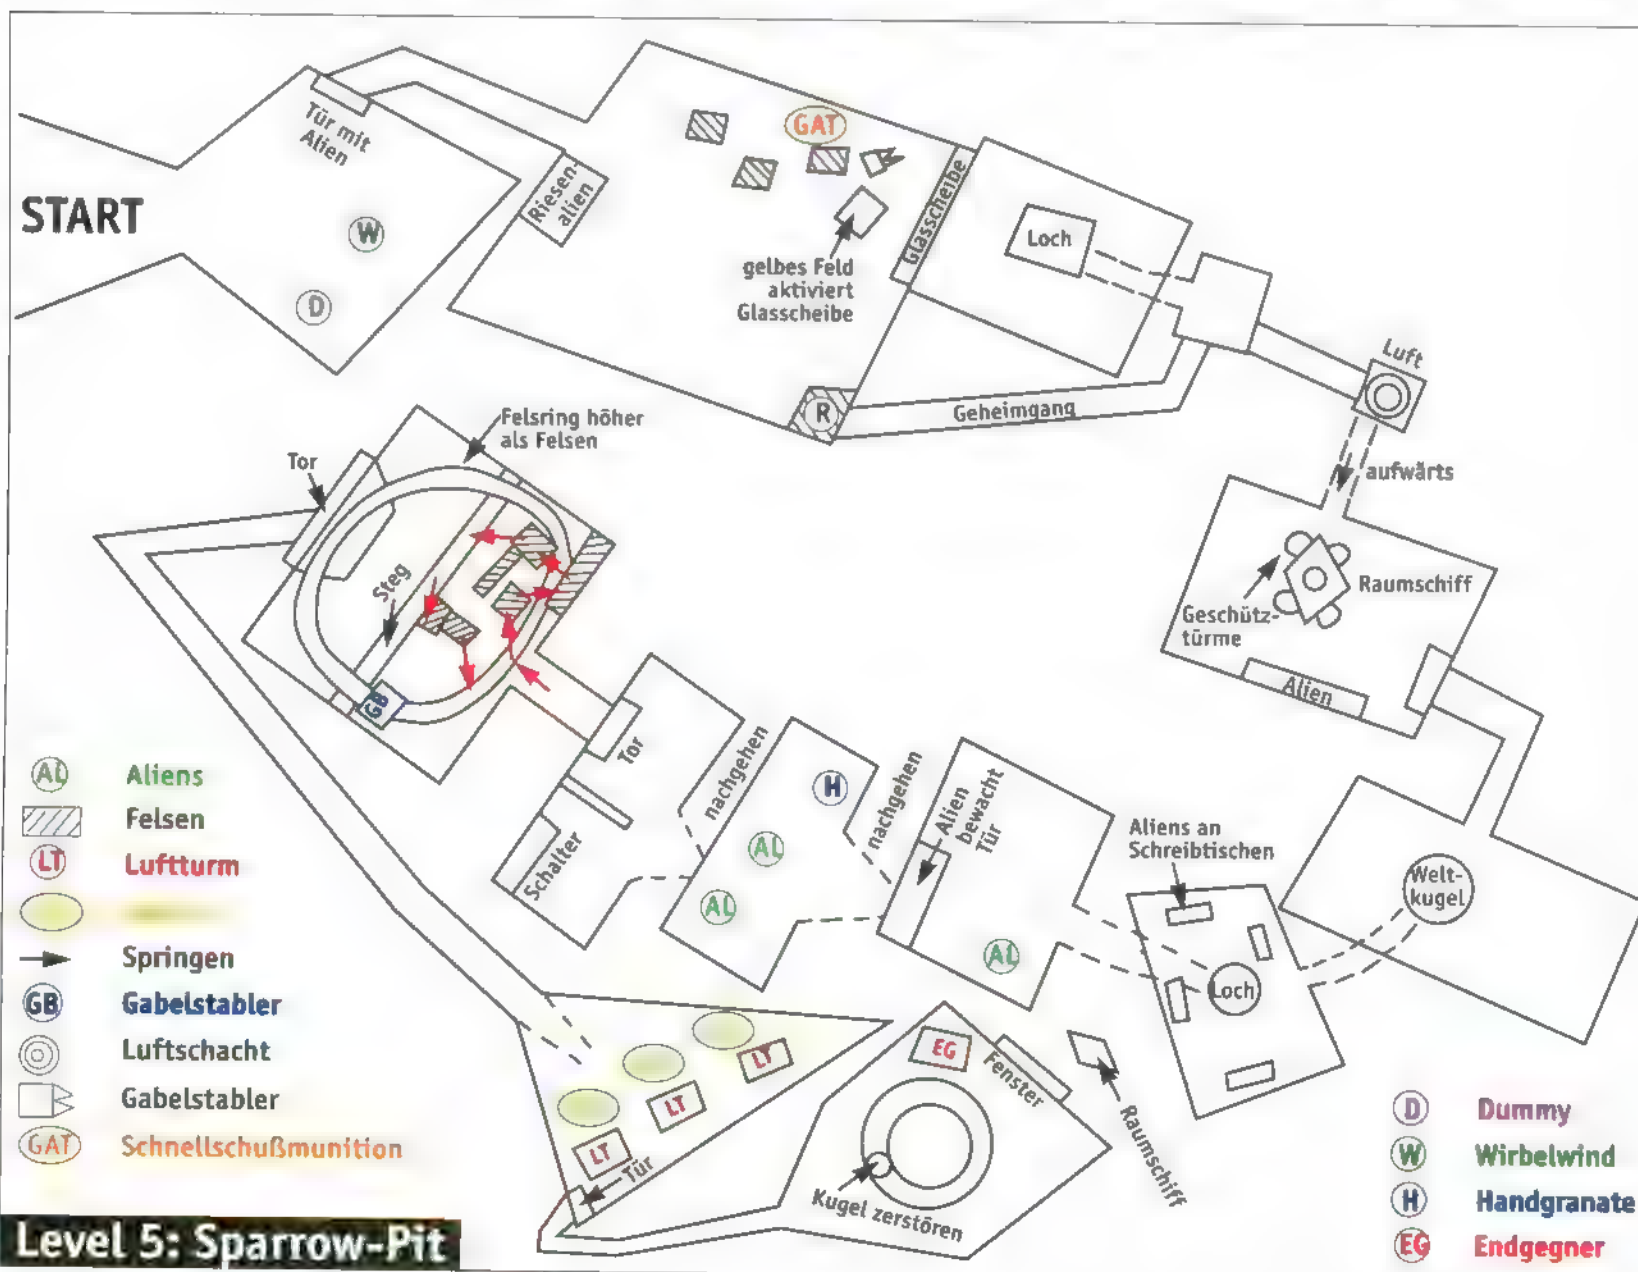 Tür mit
Alien
START
W
D
Riesen-
alien
GAT
gelbes Feld
aktiviert
Glasscheibe
Glasscheibe
Loch
R
Geheimgang
Luft
aufwärts
Raumschiff
Geschütz-
türme
Alien
Felsring höher
als Felsen
Tor
Steg
GB
Tor
Schalter
nachgehen
H
AL
AL
nachgehen
Alien
bewacht
Tür
AL
Aliens an
Schreibtischen
Loch
Welt-
kugel
LT
LT
LT
Tür
EG
Fenster
Kugel zerstören
Raumschiff
AL Aliens
Felsen
LT Luftturm
Springen
GB Gabelstabler
Luftschacht
Gabelstabler
GAT Schnellschußmunition
D Dummy
W Wirbelwind
H Handgranate
EG Endgegner
Level 5: Sparrow-Pit